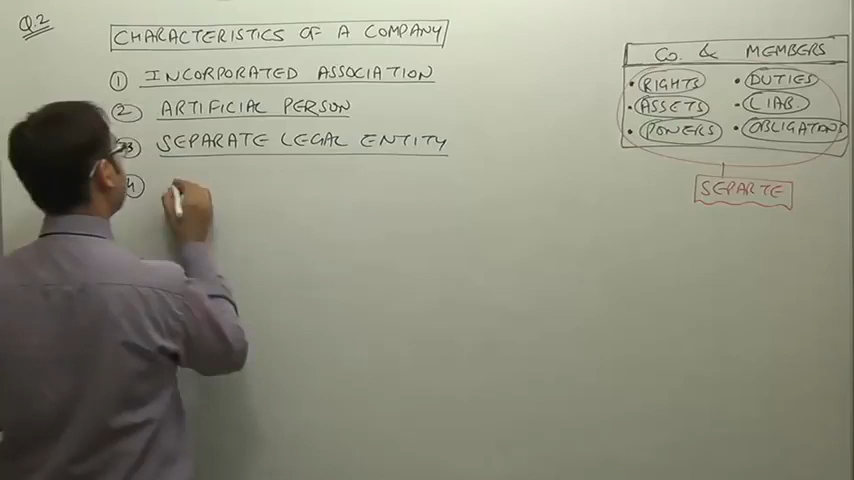 Q.2
CHARACTERISTICS OF A COMPANY
1 INCORPORATED ASSOCIATION
2 ARTIFICIAL PERSON
3 SEPARATE LEGAL ENTITY
4
CO. & MEMBERS
• RIGHTS • DUTIES
• ASSETS • LIAB.
• POWERS • OBLIGATIONS
SEPARTE